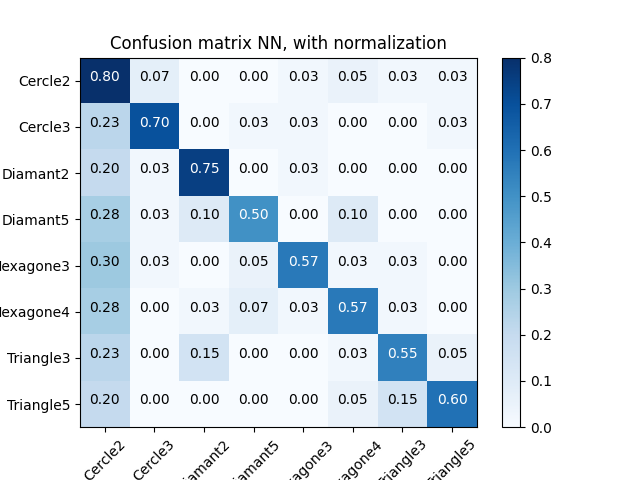 Confusion matrix NN, with normalization
Cercle2 0.80 0.07 0.00 0.00 0.03 0.05 0.03 0.03
Cercle3 0.23 0.70 0.00 0.03 0.03 0.00 0.00 0.03
Diamant2 0.20 0.03 0.75 0.00 0.03 0.00 0.00 0.00
Diamant5 0.28 0.03 0.10 0.50 0.00 0.10 0.00 0.00
exagone3 0.30 0.03 0.00 0.05 0.57 0.03 0.03 0.00
exagone4 0.28 0.00 0.03 0.07 0.03 0.57 0.03 0.00
Triangle3 0.23 0.00 0.15 0.00 0.00 0.03 0.55 0.05
Triangle5 0.20 0.00 0.00 0.00 0.00 0.05 0.15 0.60
Cercle2 Cercle3 iamant2 iamant5 agone3 agone4 riangle3 riangle5
0.8
0.7
0.6
0.5
0.4
0.3
0.2
0.1
0.0